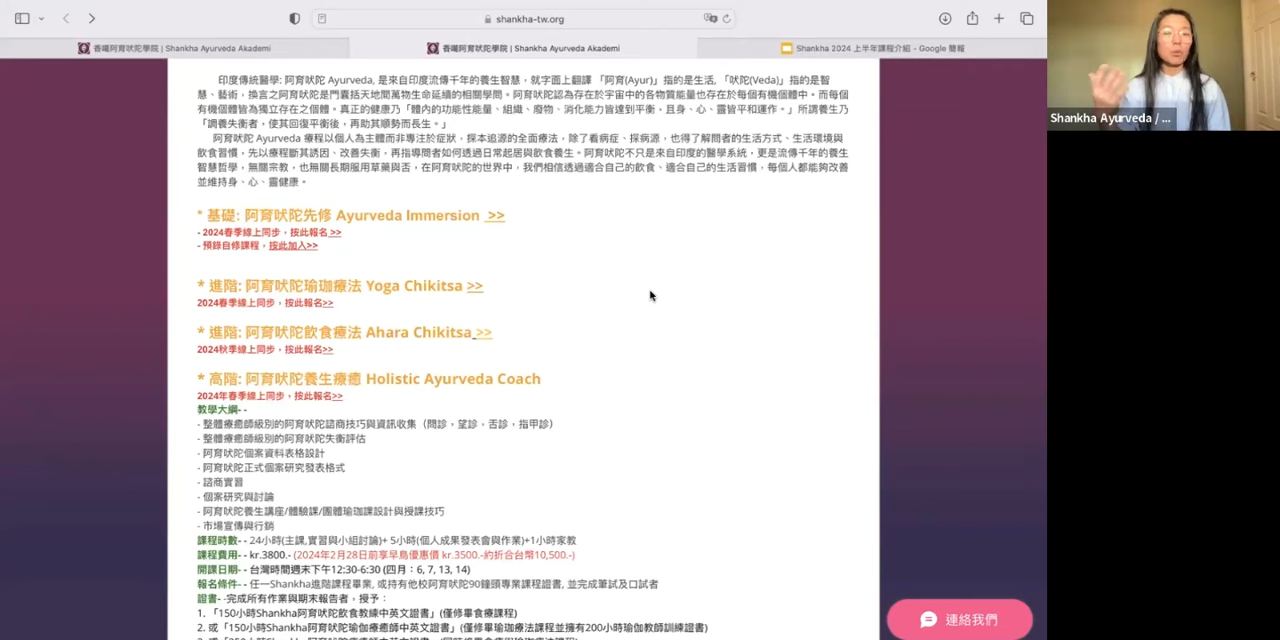 shankha-tw.org
香囉阿育吠陀學院 | Shankha Ayurveda Akademi
香囉阿育吠陀學院 | Shankha Ayurveda Akademi
Shankha 2024 上半年課程介紹 - Google 簡報
Shankha Ayurveda / ...
印度傳統醫學: 阿育吠陀 Ayurveda, 是來自印度流傳千年的養生智慧，就字面上翻譯 「阿育(Ayur)」指的是生活, 「吠陀(Veda)」指的是智
慧、藝術，換言之阿育吠陀是門囊括天地間萬物生命延續的相關學問。阿育吠陀認為存在於宇宙中的各物質能量也存在於每個有機個體中。而每個
有機個體皆為獨立存在之個體。真正的健康乃「體內的功能性能量、組織、廢物、消化能力皆達到平衡，且身、心、靈皆平和運作。」所謂養生乃
「調養失衡者，使其回復平衡後，再助其順勢而長生。」
阿育吠陀 Ayurveda 療程以個人為主體而非專注於症狀，探本追源的全面療法，除了看病症、探病源，也得了解問者的生活方式、生活環境與
飲食習慣，先以療程斷其誘因、改善失衡，再指導問者如何透過日常起居與飲食養生。阿育吠陀不只是來自印度的醫學系統，更是流傳千年的養生
智慧哲學，無關宗教，也無關長期服用草藥與否，在阿育吠陀的世界中，我們相信透過適合自己的飲食、適合自己的生活習慣，每個人都能夠改善
並維持身、心、靈健康。
* 基礎: 阿育吠陀先修 Ayurveda Immersion >>
- 2024春季線上同步，按此報名 >>
- 預錄自修課程，按此加入>>
* 進階: 阿育吠陀瑜珈療法 Yoga Chikitsa >>
2024春季線上同步，按此報名>>
* 進階: 阿育吠陀飲食療法 Ahara Chikitsa >>
2024秋季線上同步，按此報名>>
* 高階: 阿育吠陀養生療癒 Holistic Ayurveda Coach
2024年春季線上同步，按此報名>>
教學大綱- -
- 整體療癒師級別的阿育吠陀諮商技巧與資訊收集（問診，望診、舌診，指甲診）
- 整體療癒師級別的阿育吠陀失衡評估
- 阿育吠陀個案資料表格設計
- 阿育吠陀正式個案研究發表格式
- 諮商實習
- 個案研究與討論
- 阿育吠陀養生講座/體驗課/團體瑜珈課設計與授課技巧
- 市場宣傳與行銷
課程時數- - 24小時(主課,實習與小組討論)+ 5小時(個人成果發表會與作業)+1小時家教
課程費用- - kr.3800.- (2024年2月28日前享早鳥優惠價 kr.3500.-約折合台幣10,500.-)
開課日期- - 台灣時間週末下午12:30-6:30 (四月：6, 7, 13, 14)
報名條件- - 任一Shankha進階課程畢業, 或持有他校阿育吠陀90鐘頭專業課程證書, 並完成筆試及口試者
證書- -完成所有作業與期末報告者，授予：
1. 「150小時Shankha阿育吠陀飲食教練中英文證書」(僅修畢食療課程)
2. 或「150小時Shankha阿育吠陀瑜伽療癒師中英文證書」(僅修畢瑜珈療法課程並擁有200小時瑜伽教師訓練證書)
連絡我們